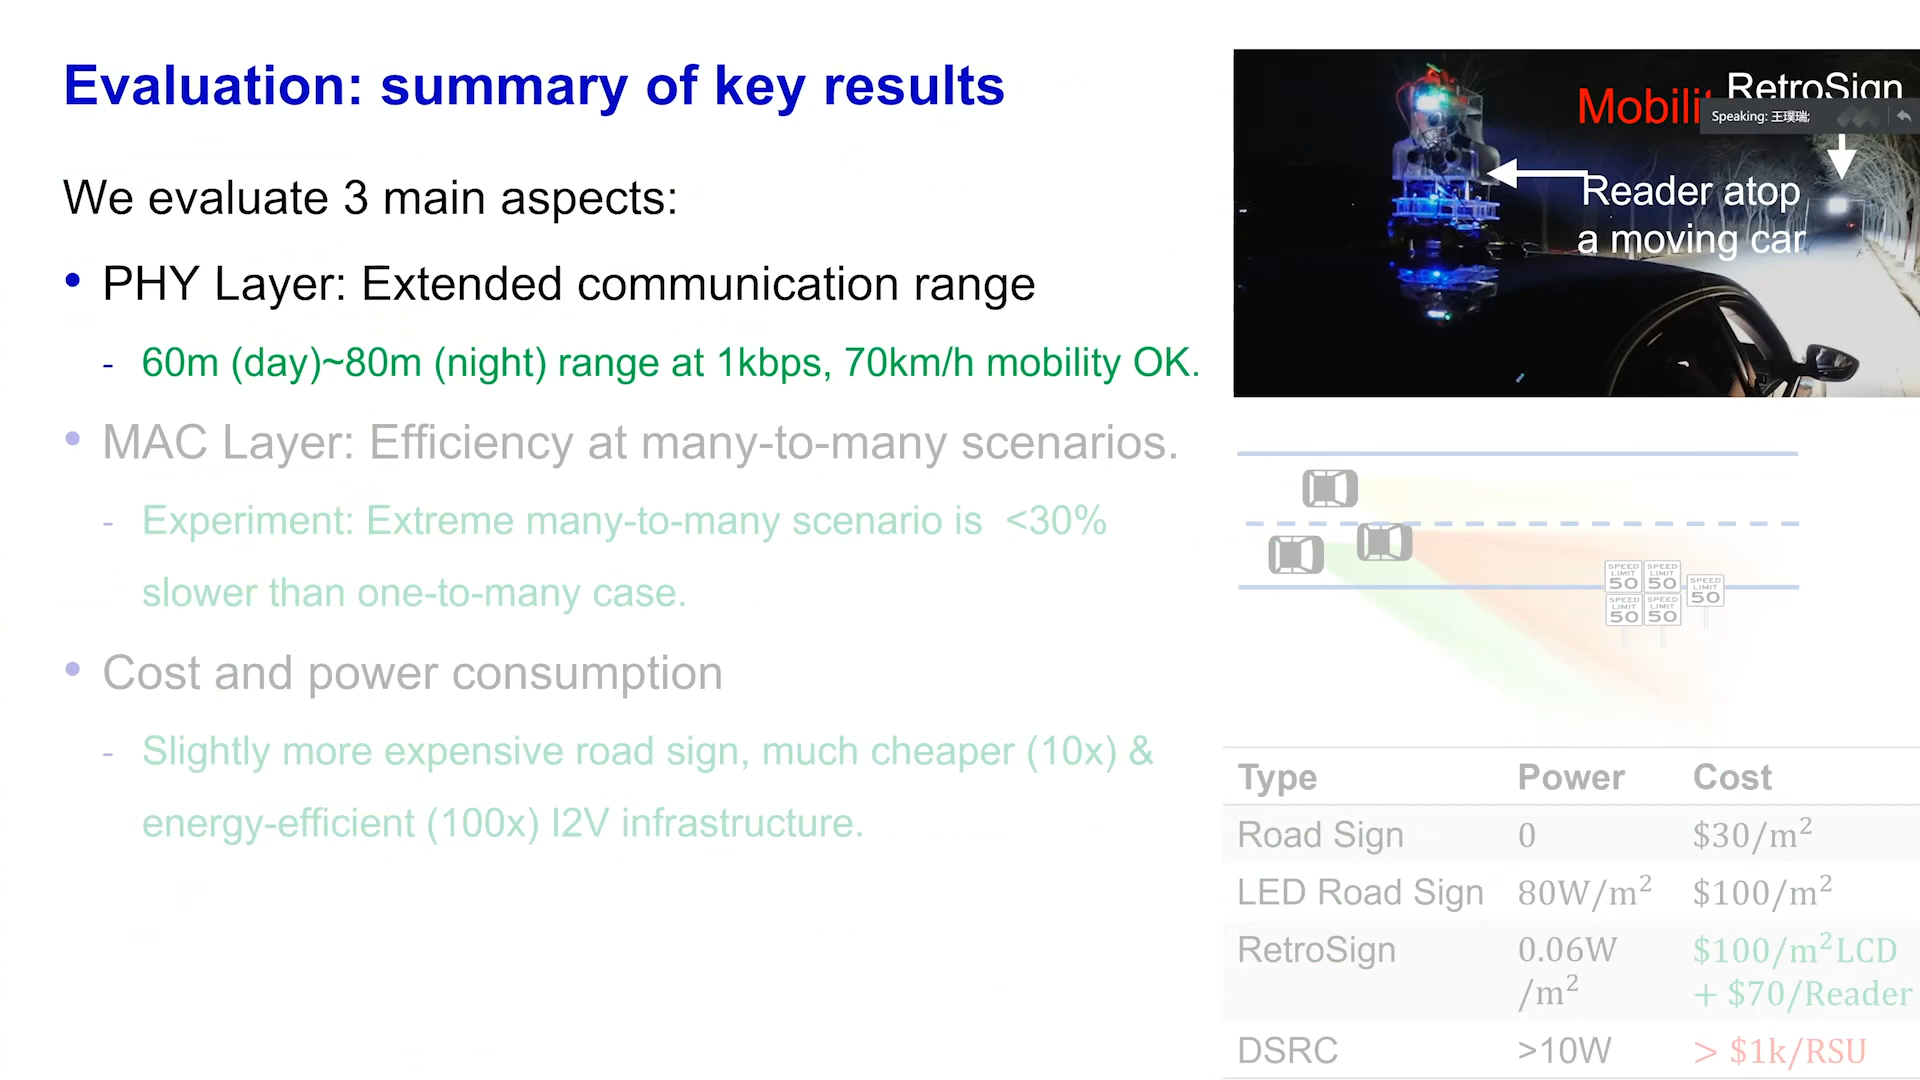 Evaluation: summary of key results
We evaluate 3 main aspects:
• PHY Layer: Extended communication range
- 60m (day)~80m (night) range at 1kbps, 70km/h mobility OK.
• MAC Layer: Efficiency at many-to-many scenarios.
- Experiment: Extreme many-to-many scenario is <30%
slower than one-to-many case.
• Cost and power consumption
- Slightly more expensive road sign, much cheaper (10x) &
energy-efficient (100x) I2V infrastructure.
RetroSign
Mobili
Speaking: 王璞瑞;
Reader atop
a moving car
SPEED LIMIT 50
SPEED LIMIT 50
SPEED LIMIT 50
SPEED LIMIT 50
SPEED LIMIT 50
Type Power Cost
Road Sign 0 $30/m²
LED Road Sign 80W/m² $100/m²
RetroSign 0.06W $100/m²LCD
/m² + $70/Reader
DSRC >10W > $1k/RSU